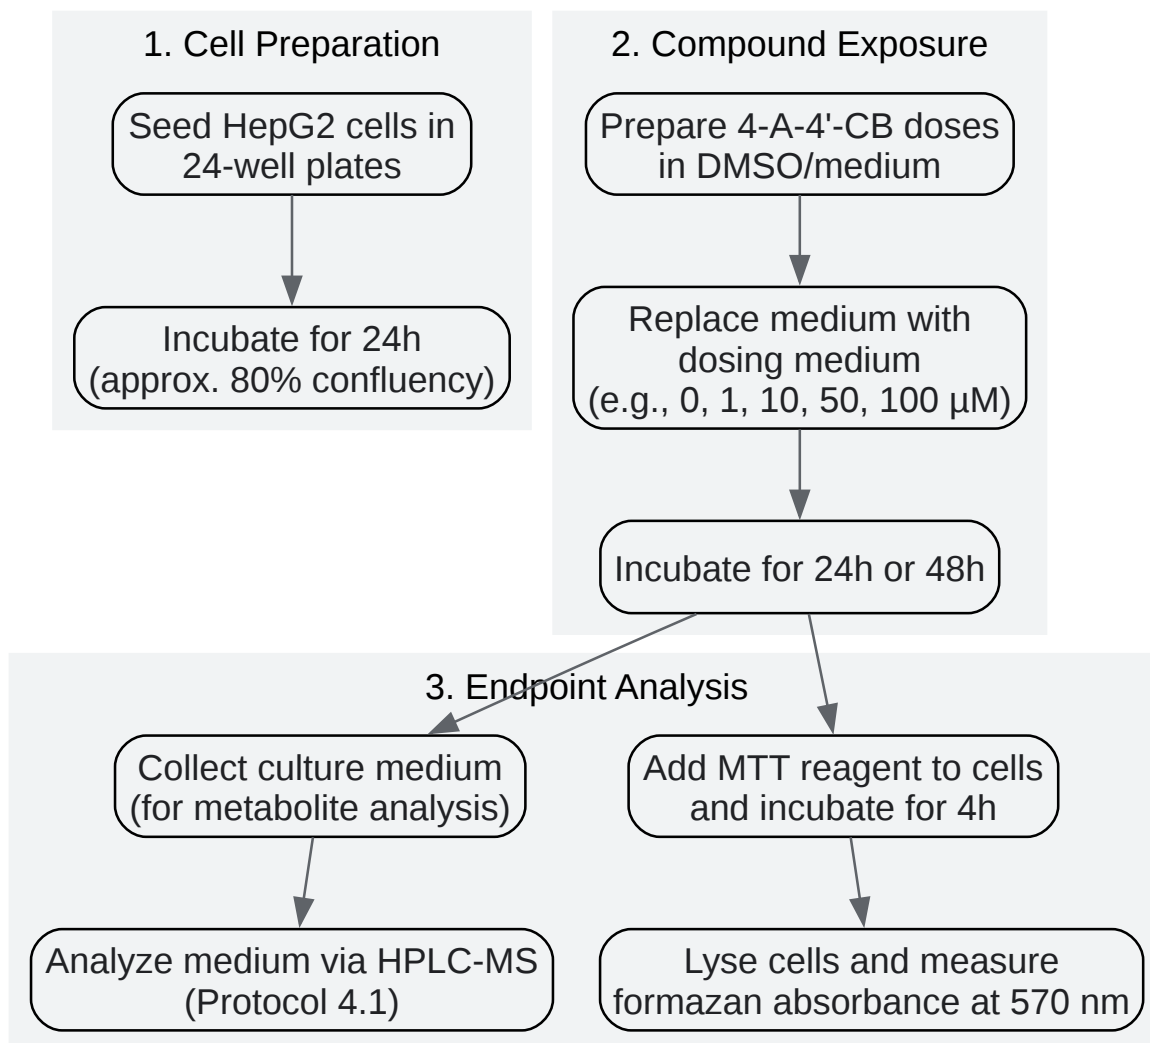 1. Cell Preparation
Seed HepG2 cells in
24-well plates
Incubate for 24h
(approx. 80% confluency)
2. Compound Exposure
Prepare 4-A-4'-CB doses
in DMSO/medium
Replace medium with
dosing medium
(e.g., 0, 1, 10, 50, 100 µM)
Incubate for 24h or 48h
3. Endpoint Analysis
Collect culture medium
(for metabolite analysis)
Analyze medium via HPLC-MS
(Protocol 4.1)
Add MTT reagent to cells
and incubate for 4h
Lyse cells and measure
formazan absorbance at 570 nm